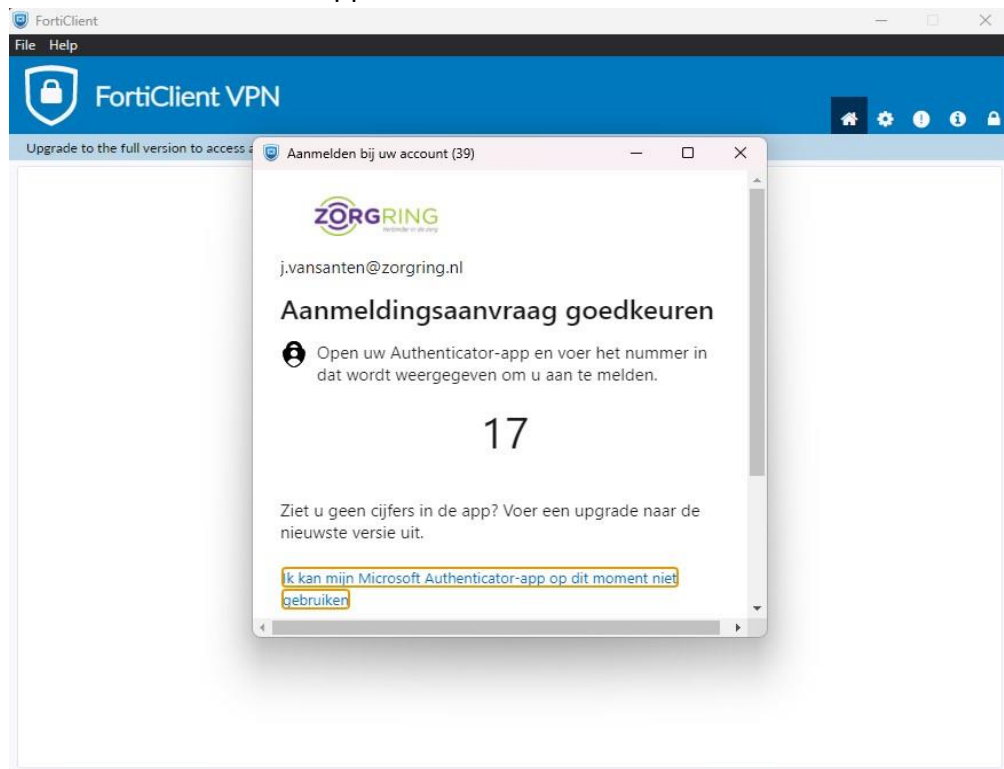 app
FortiClient
File Help
FortiClient VPN
Upgrade to the full version to access
Aanmelden bij uw account (39)
ZORGRING
j.vansanten@zorgring.nl
Aanmeldingsaanvraag goedkeuren
Open uw Authenticator-app en voer het nummer in
dat wordt weergegeven om u aan te melden.
17
Ziet u geen cijfers in de app? Voer een upgrade naar de
nieuwste versie uit.
Ik kan mijn Microsoft Authenticator-app op dit moment niet
gebruiken